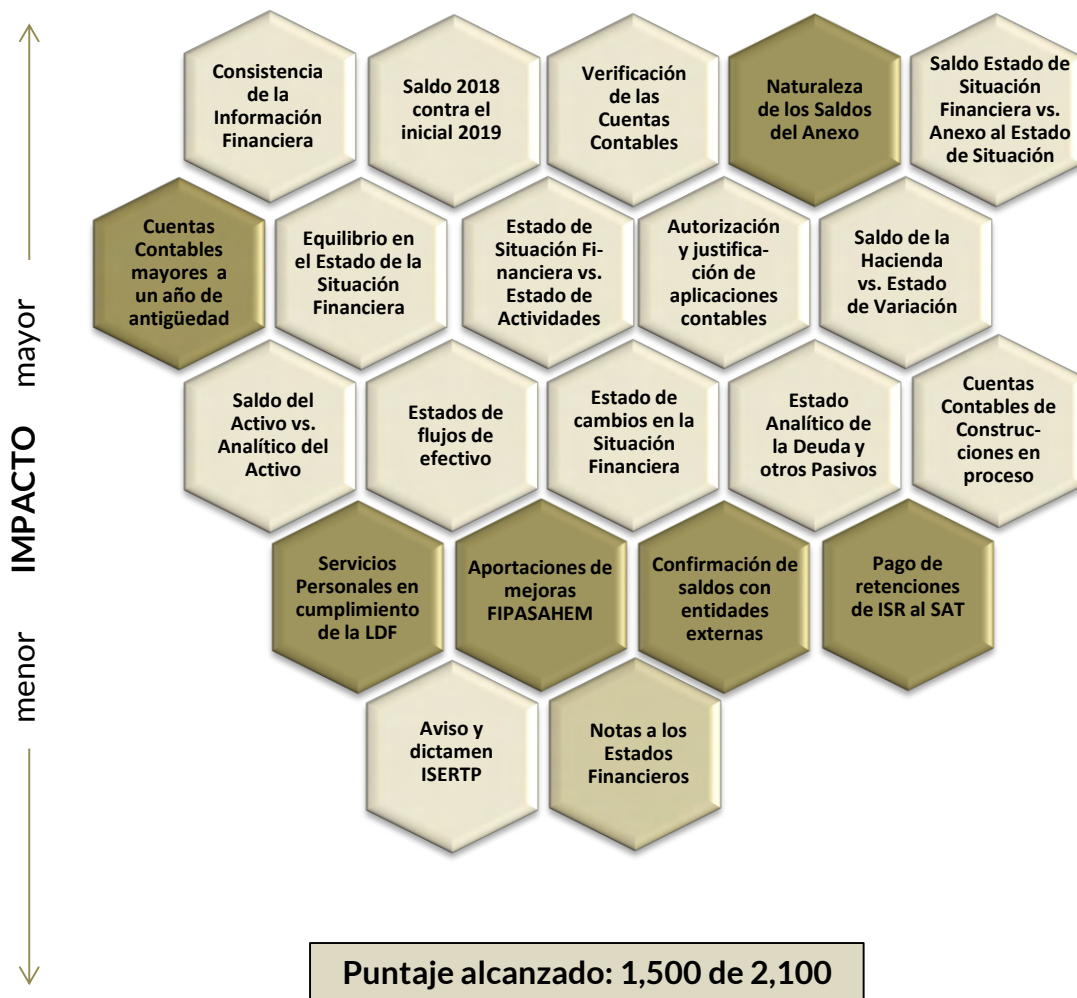 Consistencia
de la
Información
Financiera
Saldo 2018
contra el
inicial 2019
Verificación
de las
Cuentas
Contables
Naturaleza
de los Saldos
del Anexo
Saldo Estado de
Situación
Financiera vs.
Anexo al Estado
de Situación
Cuentas
Contables
mayores a
un año de
antigüedad
Equilibrio en
el Estado de la
Situación
Financiera
Estado de
Situación Fi-
nanciera vs.
Estado de
Actividades
Autorización
y justifica-
ción de
aplicaciones
contables
Saldo de la
Hacienda
vs. Estado
de Variación
Saldo del
Activo vs.
Analítico del
Activo
Estados de
flujos de
efectivo
Estado de
cambios en la
Situación
Financiera
Estado
Analítico de
la Deuda y
otros Pasivos
Cuentas
Contables de
Construc-
ciones en
proceso
Servicios
Personales en
cumplimiento
de la LDF
Aportaciones de
mejoras
FIPASAHEM
Confirmación de
saldos con
entidades
externas
Pago de
retenciones
de ISR al SAT
Aviso y
dictamen
ISERTP
Notas a los
Estados
Financieros
menor IMPACTO mayor
Puntaje alcanzado: 1,500 de 2,100